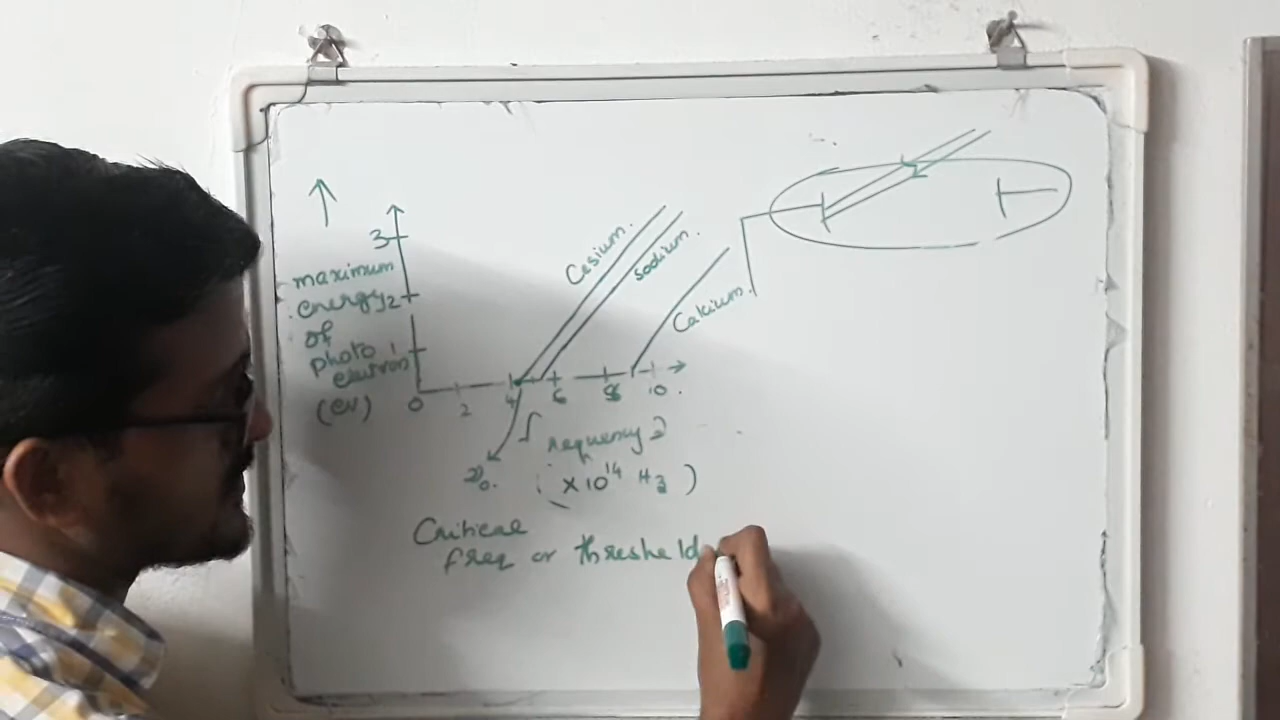 3
maximum
energy
2
of
photo
1
electron
(ev)
Cesium.
sodium.
Calcium.
0 2 4 6 8 10.
frequency ν
ν₀.
(×10¹⁴ Hz)
Critical
freq or threshold